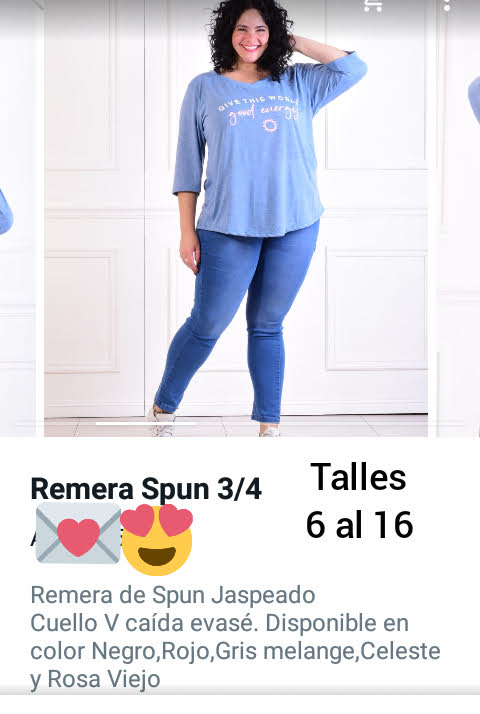 GIVE THIS WORLD
good energy
Remera Spun 3/4
Talles
6 al 16
Remera de Spun Jaspeado
Cuello V caída evasé. Disponible en
color Negro,Rojo,Gris melange,Celeste
y Rosa Viejo